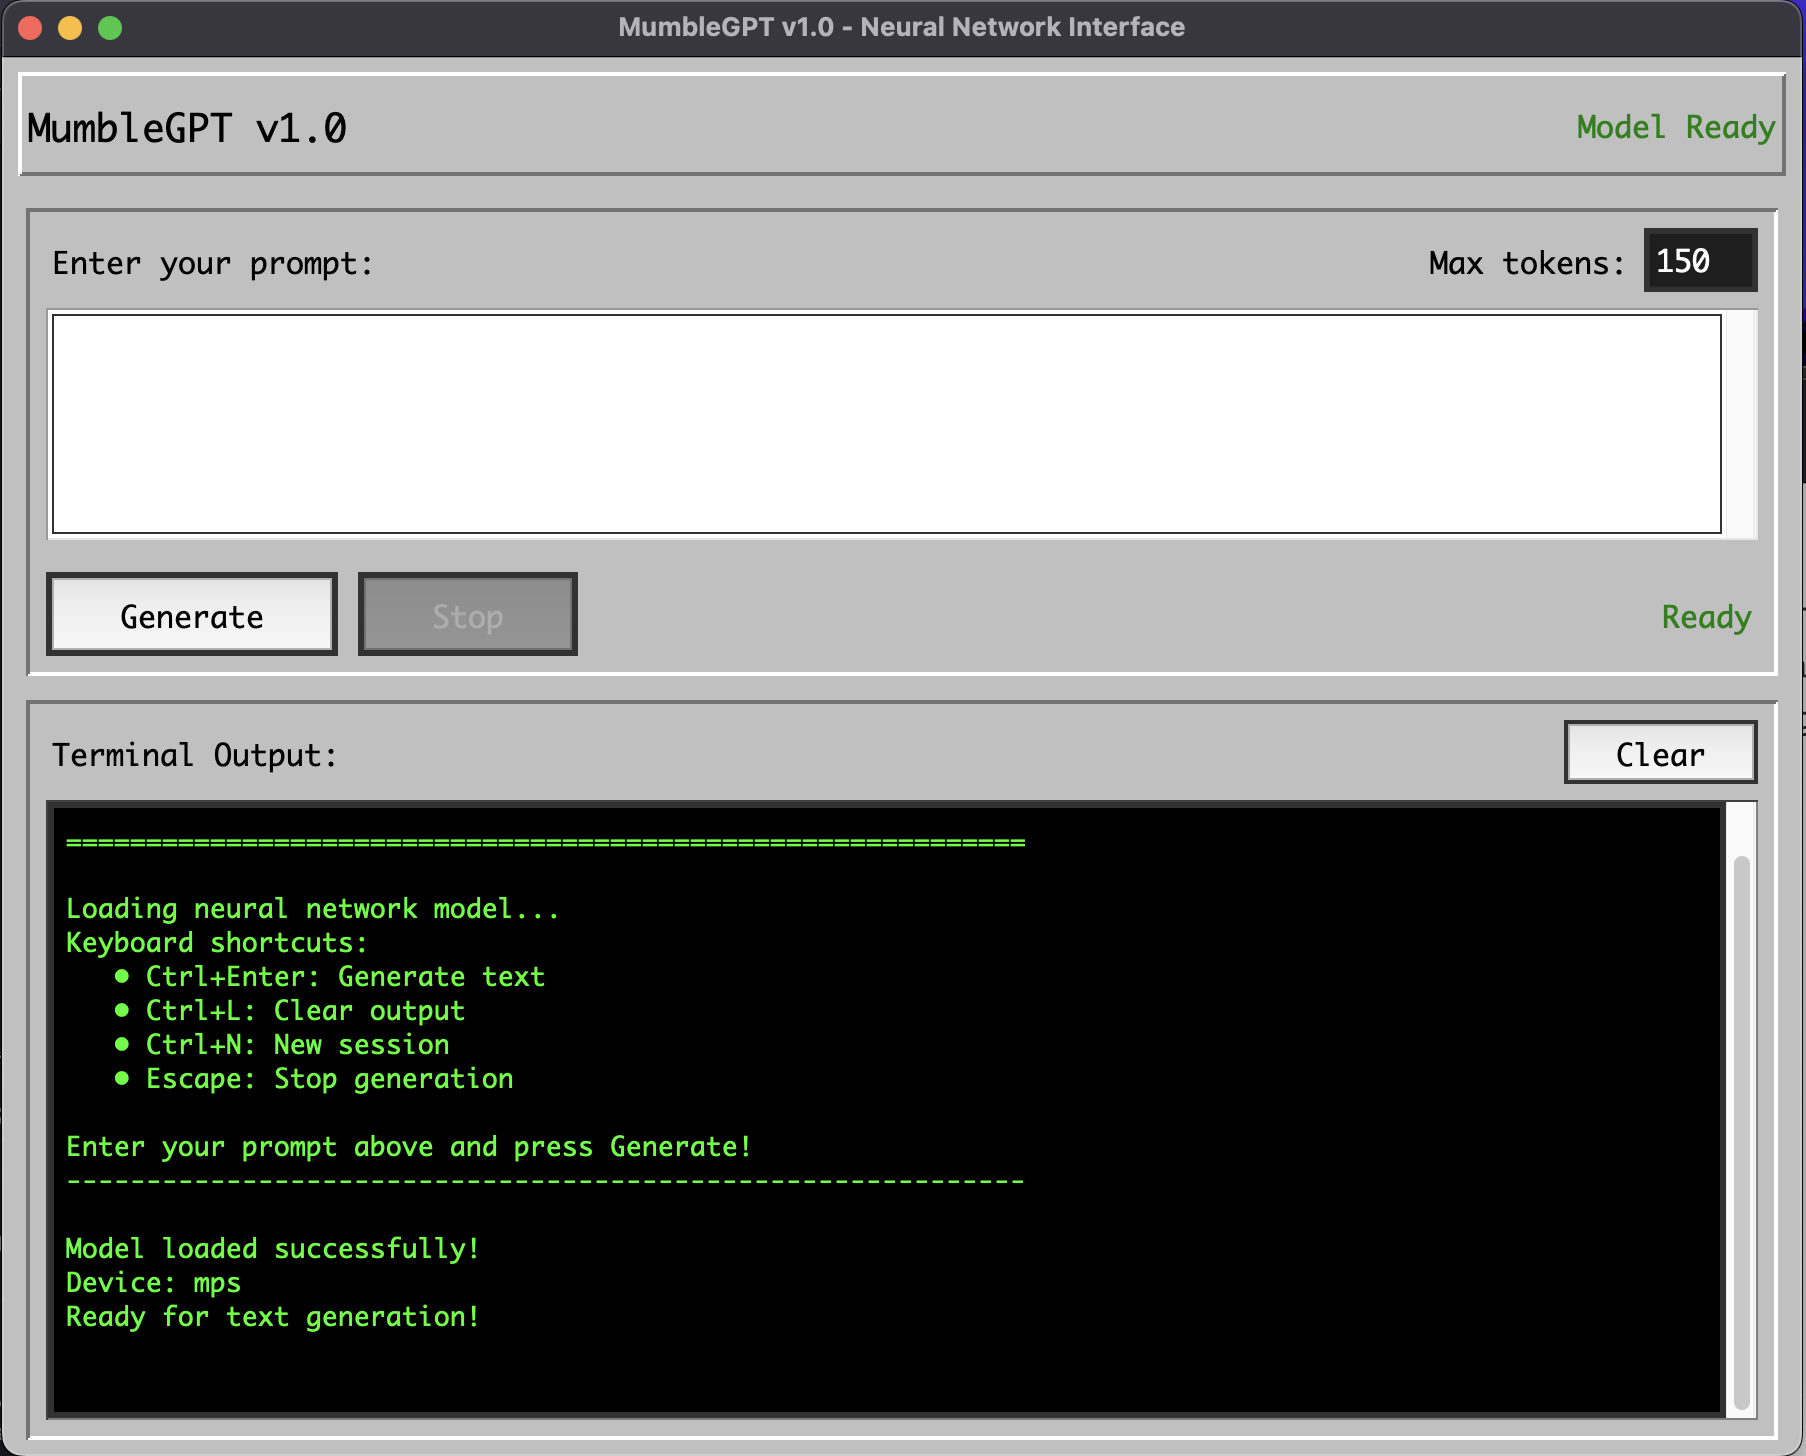 MumbleGPT v1.0 - Neural Network Interface
MumbleGPT v1.0
Model Ready
Enter your prompt:
Max tokens: 150
Generate
Stop
Ready
Terminal Output:
Clear
============================================================
Loading neural network model...
Keyboard shortcuts:
● Ctrl+Enter: Generate text
● Ctrl+L: Clear output
● Ctrl+N: New session
● Escape: Stop generation
Enter your prompt above and press Generate!
------------------------------------------------------------
Model loaded successfully!
Device: mps
Ready for text generation!